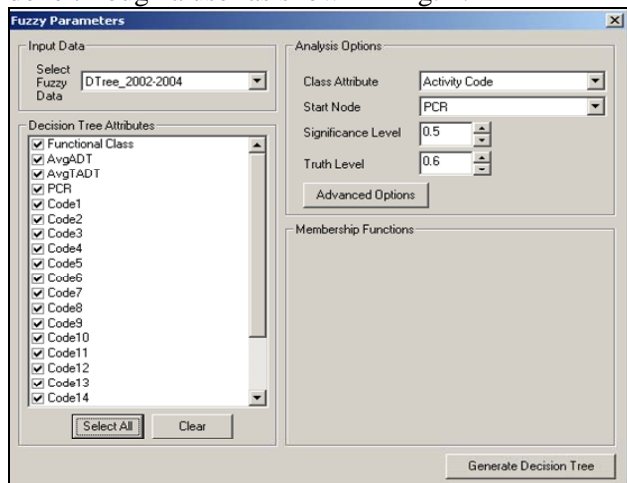 Fuzzy Parameters
Input Data
Select
Fuzzy
Data
DTree_2002-2004
Decision Tree Attributes
Functional Class
AvgADT
AvgTADT
PCR
Code1
Code2
Code3
Code4
Code5
Code6
Code7
Code8
Code9
Code10
Code11
Code12
Code13
Code14
Select All
Clear
Analysis Options
Class Attribute
Activity Code
Start Node
PCR
Significance Level
0.5
Truth Level
0.6
Advanced Options
Membership Functions
Generate Decision Tree